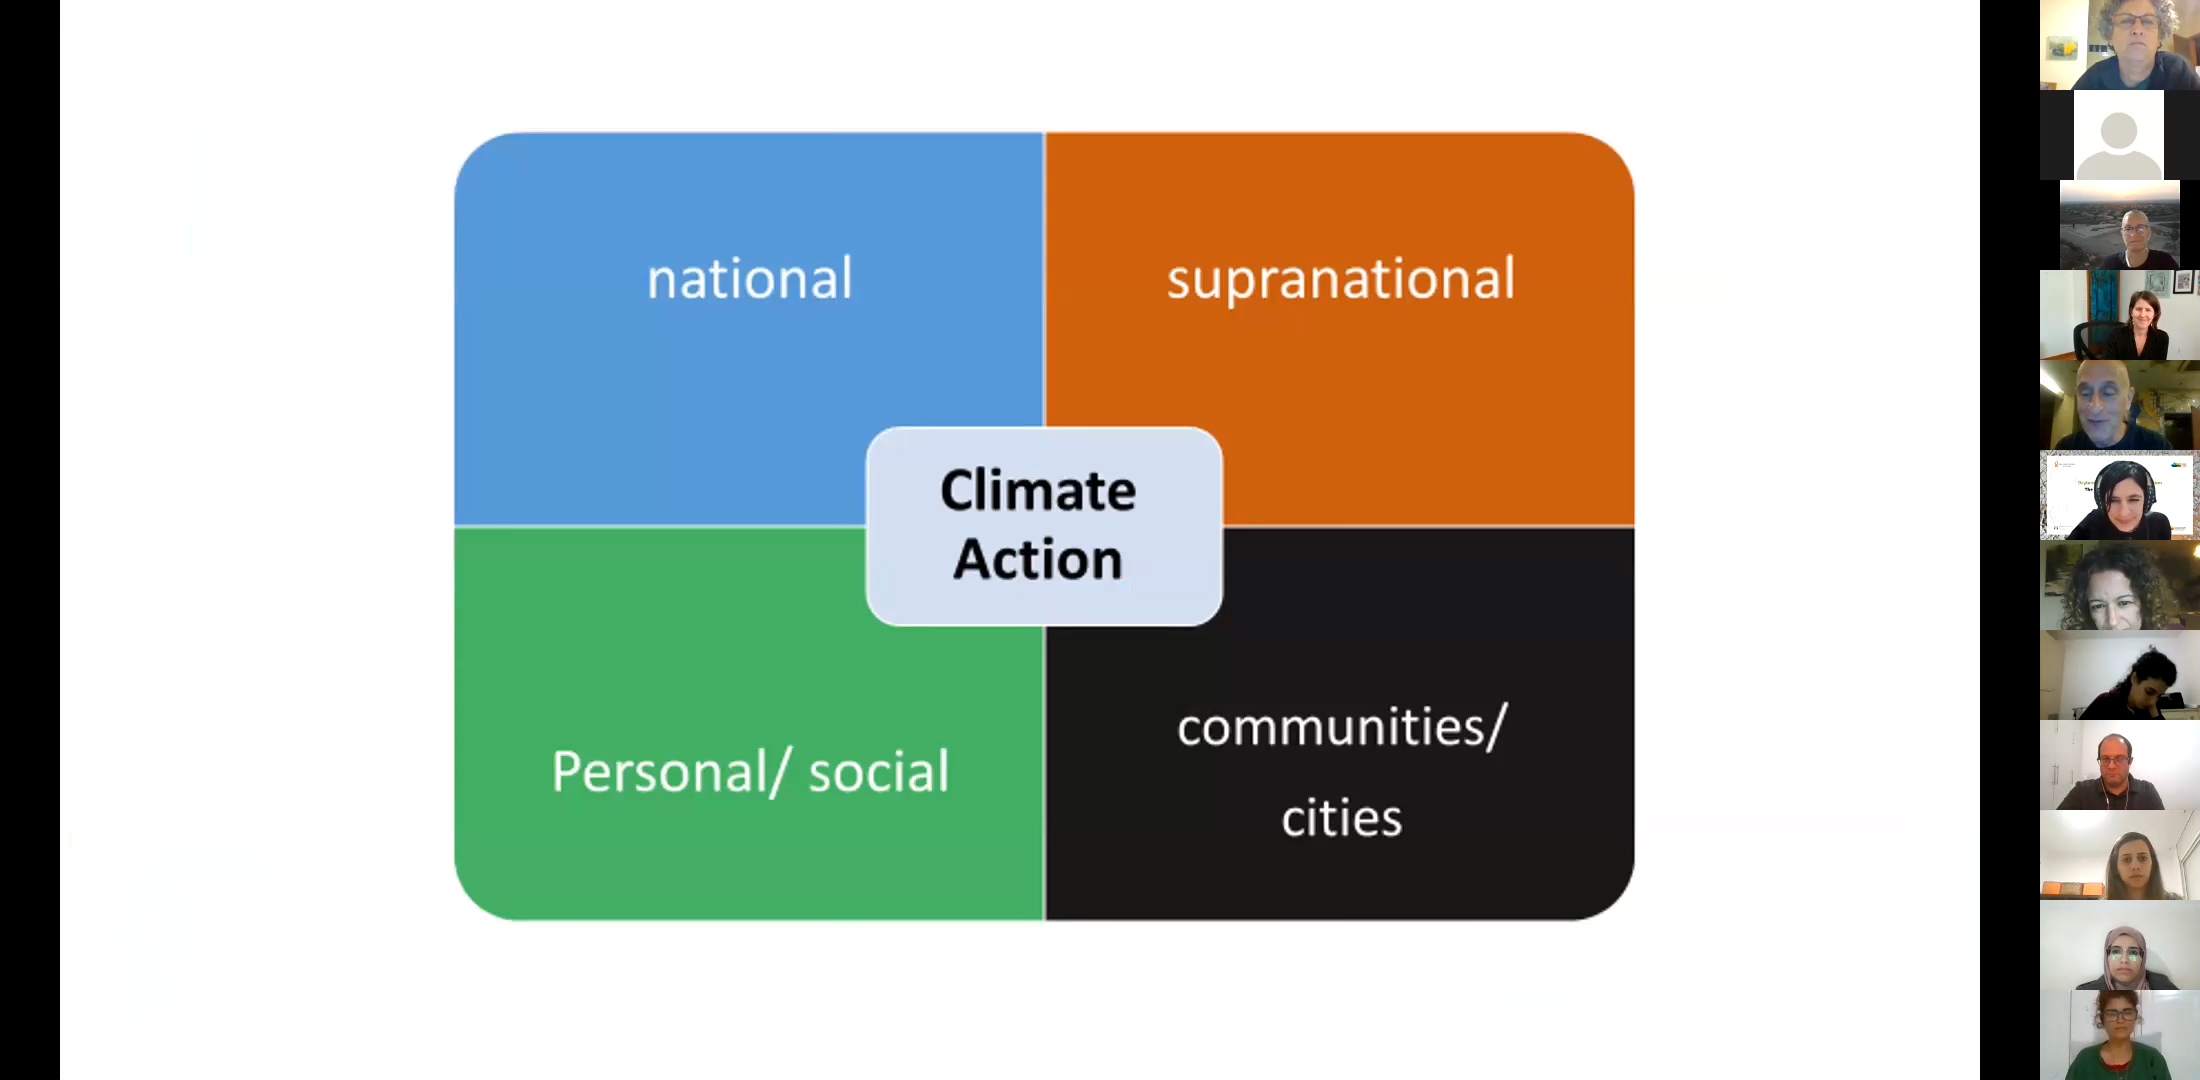 national
supranational
Climate
Action
Personal/ social
communities/
cities